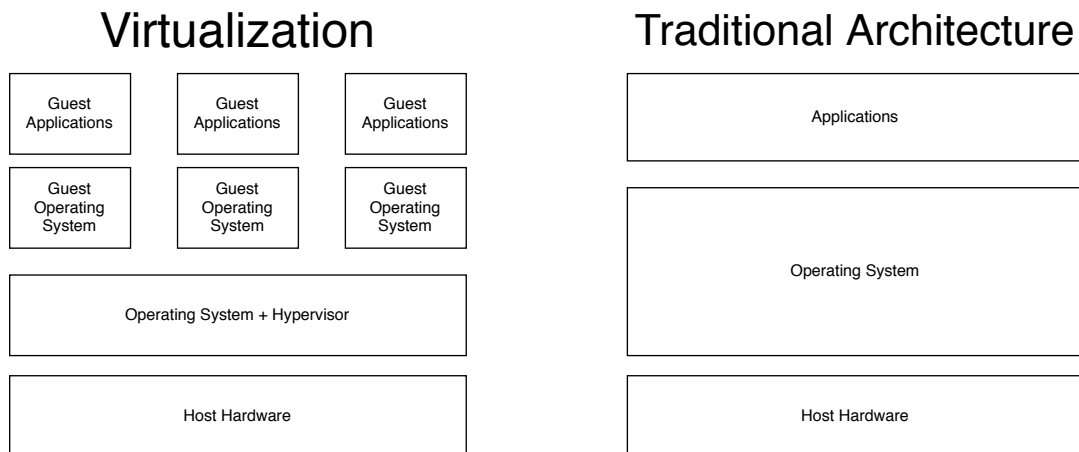 Virtualization
Guest
Applications
Guest
Applications
Guest
Applications
Guest
Operating
System
Guest
Operating
System
Guest
Operating
System
Operating System + Hypervisor
Host Hardware
Traditional Architecture
Applications
Operating System
Host Hardware